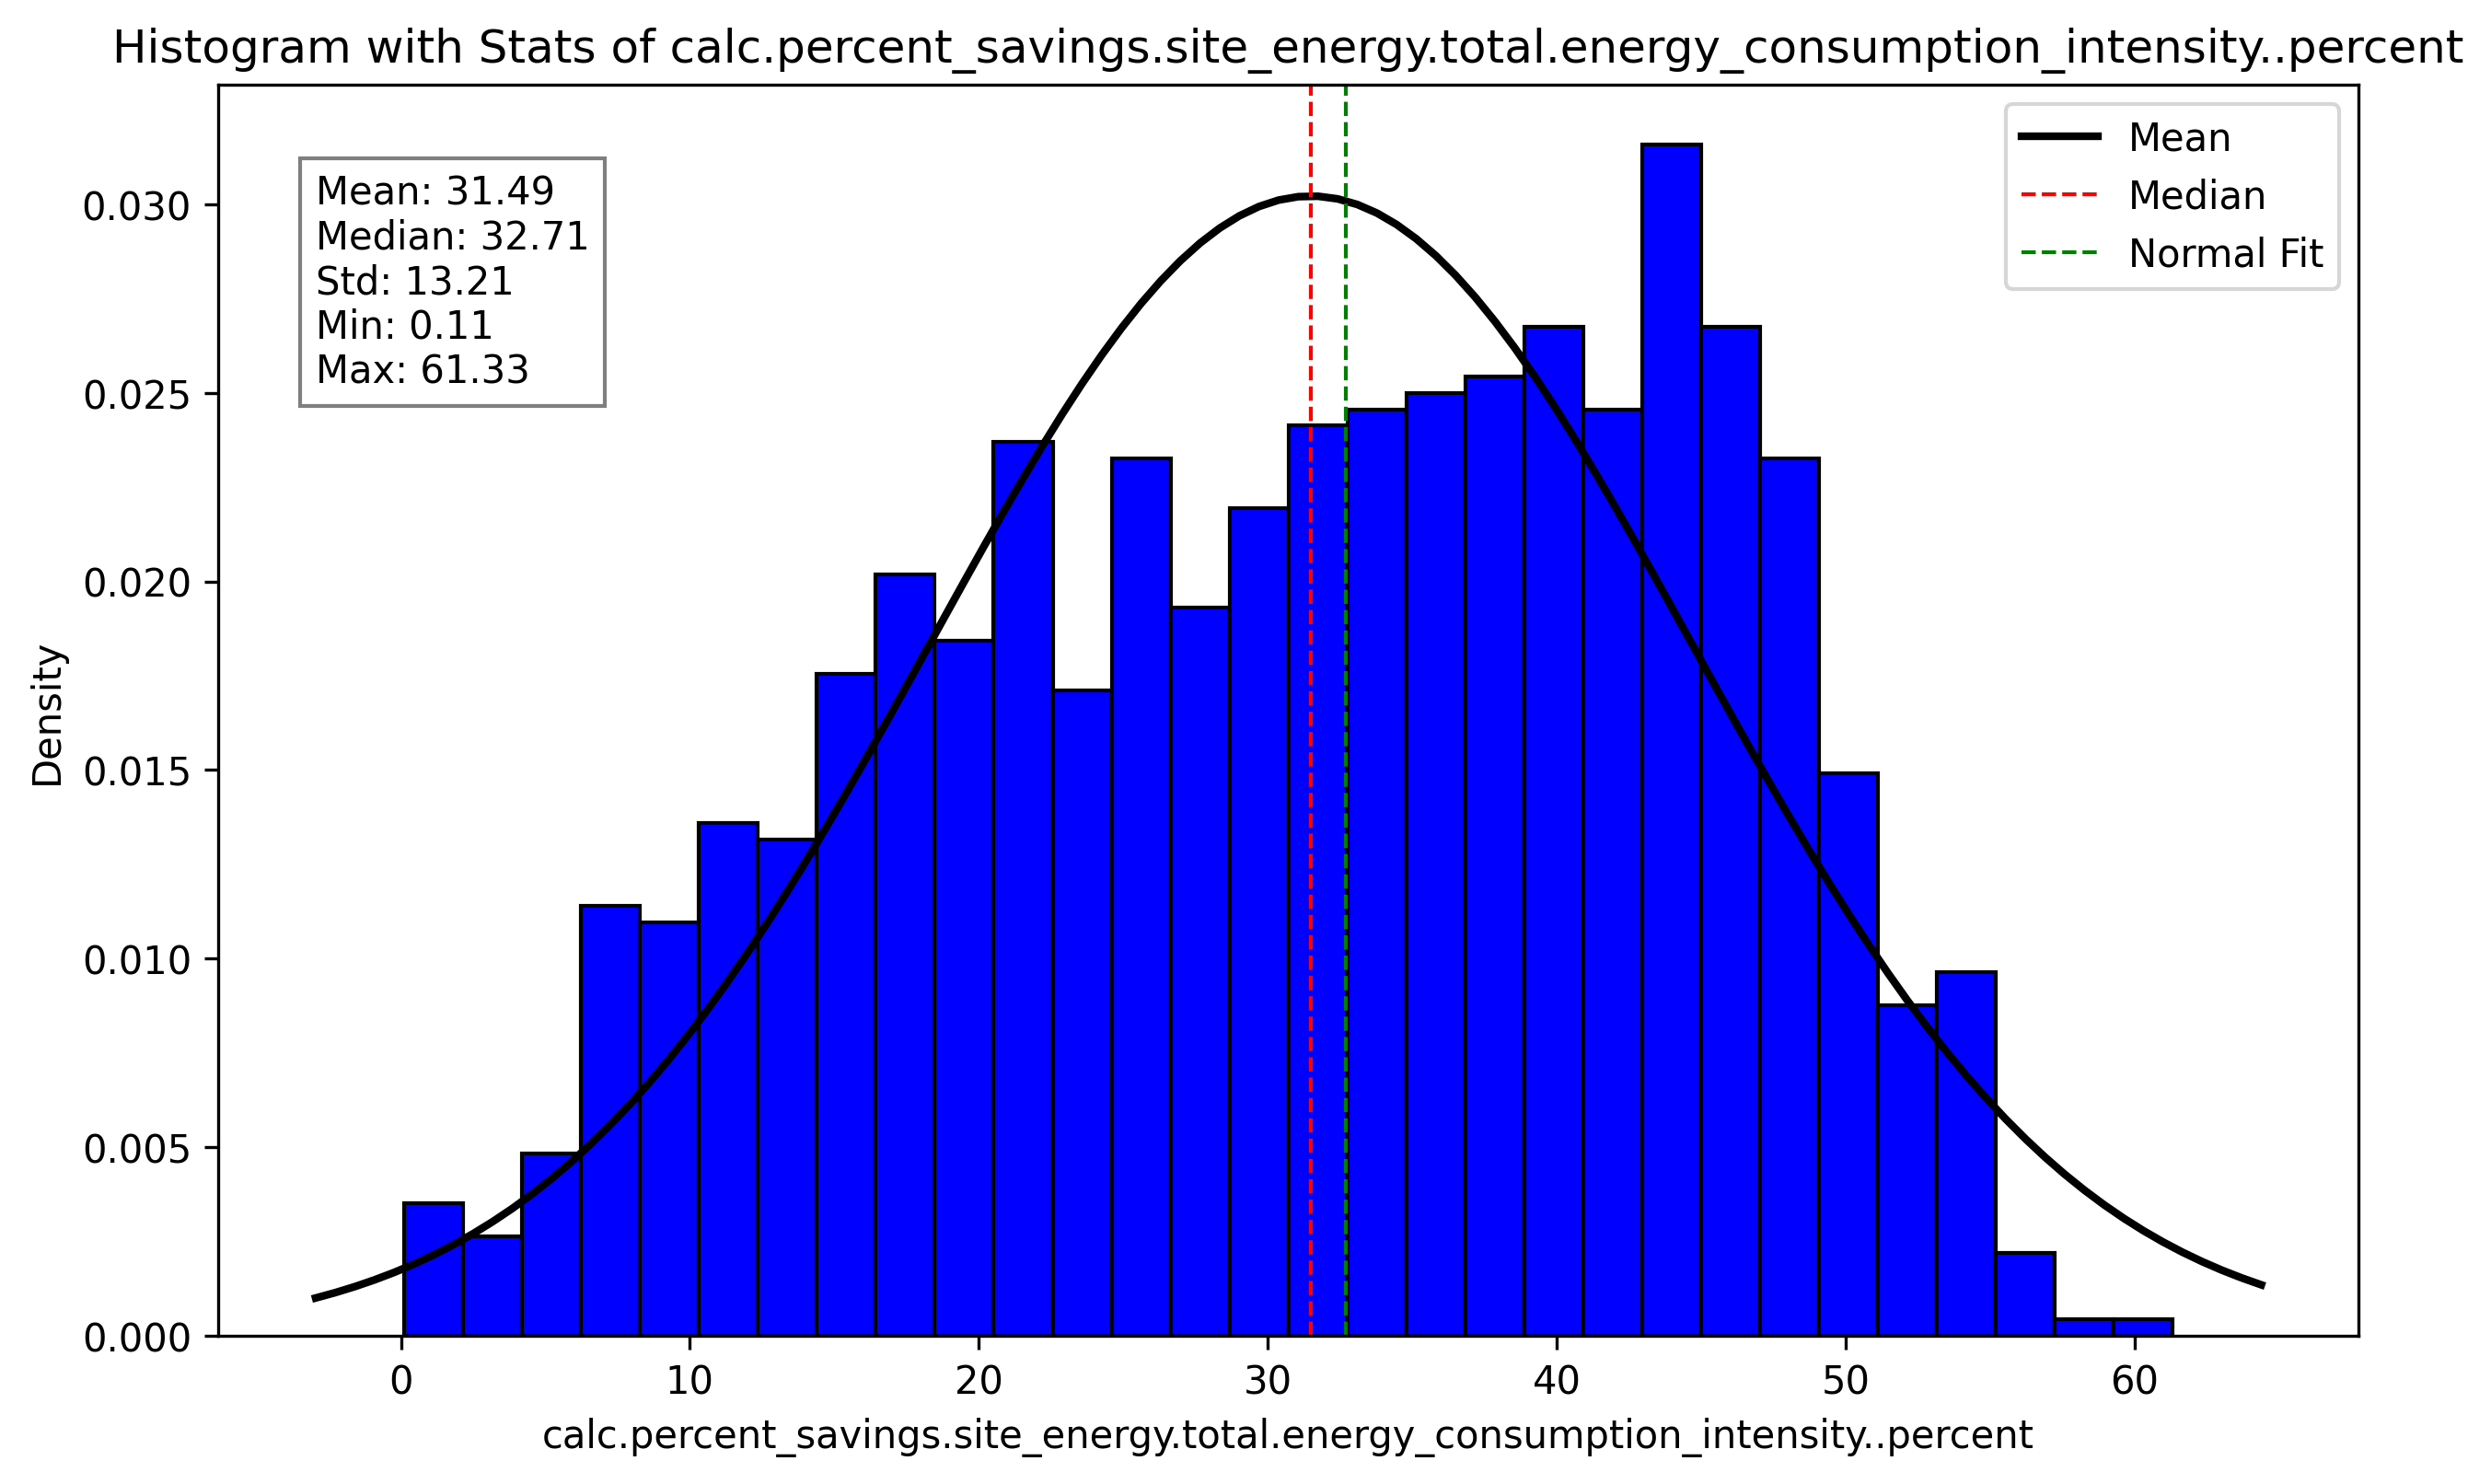 Histogram with Stats of calc.percent_savings.site_energy.total.energy_consumption_intensity..percent
Mean: 31.49
Median: 32.71
Std: 13.21
Min: 0.11
Max: 61.33
Mean
Median
Normal Fit
Density
0.030
0.025
0.020
0.015
0.010
0.005
0.000
0 10 20 30 40 50 60
calc.percent_savings.site_energy.total.energy_consumption_intensity..percent